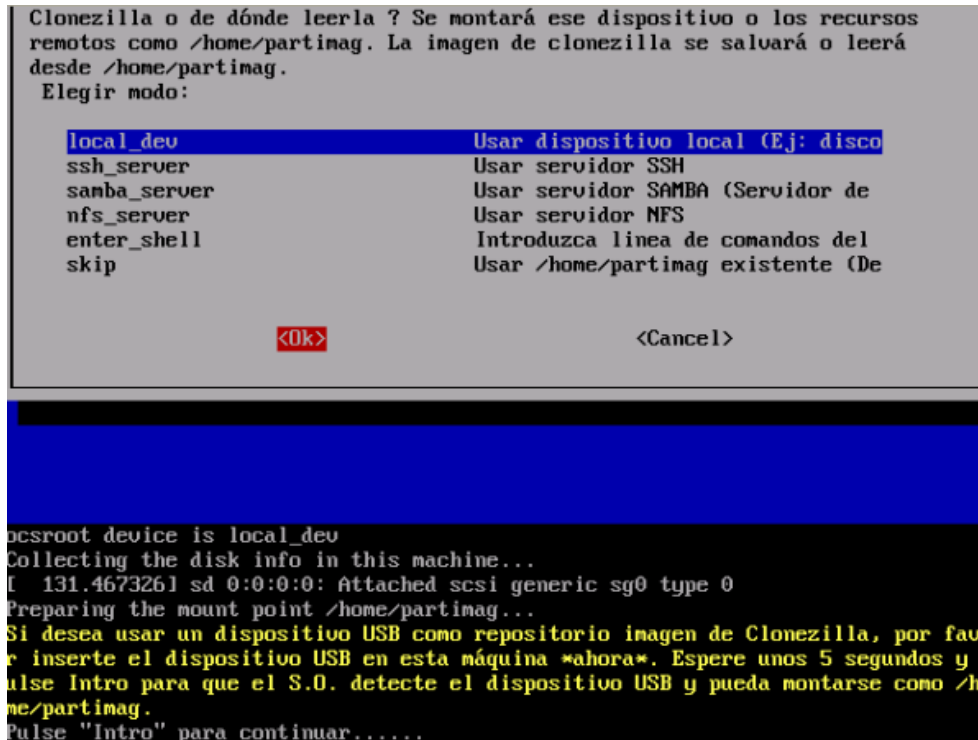 Clonezilla o de dónde leerla ? Se montará ese dispositivo o los recursos
remotos como /home/partimag. La imagen de clonezilla se salvará o leerá
desde /home/partimag.
Elegir modo:
local_dev Usar dispositivo local (Ej: disco
ssh_server Usar servidor SSH
samba_server Usar servidor SAMBA (Servidor de
nfs_server Usar servidor NFS
enter_shell Introduzca linea de comandos del
skip Usar /home/partimag existente (De
<Ok> <Cancel>
ocsroot device is local_dev
Collecting the disk info in this machine...
[ 131.467326] sd 0:0:0:0: Attached scsi generic sg0 type 0
Preparing the mount point /home/partimag...
Si desea usar un dispositivo USB como repositorio imagen de Clonezilla, por fav
r inserte el dispositivo USB en esta máquina *ahora*. Espere unos 5 segundos y
ulse Intro para que el S.O. detecte el dispositivo USB y pueda montarse como /h
me/partimag.
Pulse "Intro" para continuar......